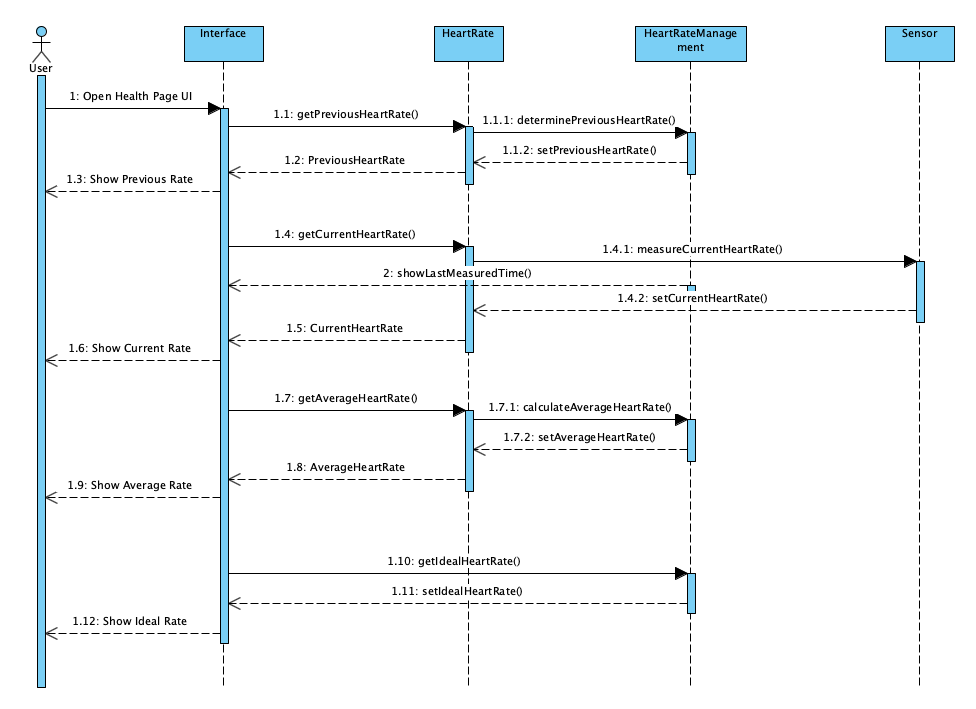 Interface
HeartRate
HeartRateManage
ment
Sensor
User
1: Open Health Page UI
1.1: getPreviousHeartRate()
1.1.1: determinePreviousHeartRate()
1.1.2: setPreviousHeartRate()
1.2: PreviousHeartRate
1.3: Show Previous Rate
1.4: getCurrentHeartRate()
1.4.1: measureCurrentHeartRate()
2: showLastMeasuredTime()
1.4.2: setCurrentHeartRate()
1.5: CurrentHeartRate
1.6: Show Current Rate
1.7: getAverageHeartRate()
1.7.1: calculateAverageHeartRate()
1.7.2: setAverageHeartRate()
1.8: AverageHeartRate
1.9: Show Average Rate
1.10: getIdealHeartRate()
1.11: setIdealHeartRate()
1.12: Show Ideal Rate